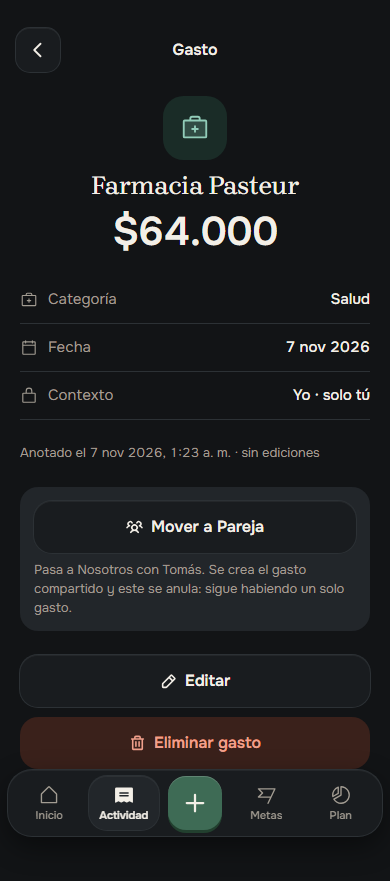 Gasto
Farmacia Pasteur
$64.000
Categoría Salud
Fecha 7 nov 2026
Contexto Yo · solo tú
Anotado el 7 nov 2026, 1:23 a. m. · sin ediciones
Mover a Pareja
Pasa a Nosotros con Tomás. Se crea el gasto
compartido y este se anula: sigue habiendo un solo
gasto.
Editar
Eliminar gasto
Inicio Actividad Metas Plan